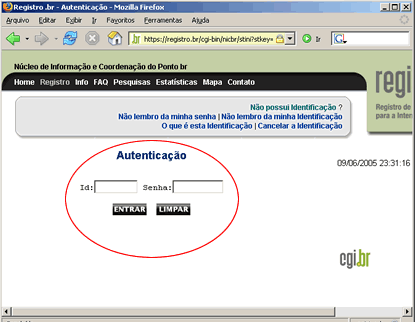 Registro .br - Autenticação - Mozilla Firefox
Arquivo Editar Exibir Ir Favoritos Ferramentas Ajuda
https://registro.br/cgi-bin/nicbr/stini?stkey= Ir
Núcleo de Informação e Coordenação do Ponto br
Home Registro Info FAQ Pesquisas Estatísticas Mapa Contato
regi
Registro de
para a Inter
Não possui Identificação ?
Não lembro da minha senha | Não lembro da minha Identificação
O que é esta Identificação | Cancelar a Identificação
Autenticação
09/06/2005 23:31:16
Id: Senha:
ENTRAR LIMPAR
cgi.br